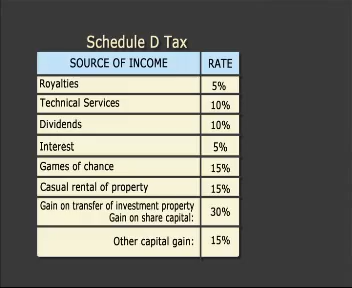 Schedule D Tax
SOURCE OF INCOME RATE
Royalties 5%
Technical Services 10%
Dividends 10%
Interest 5%
Games of chance 15%
Casual rental of property 15%
Gain on transfer of investment property
Gain on share capital: 30%
Other capital gain: 15%